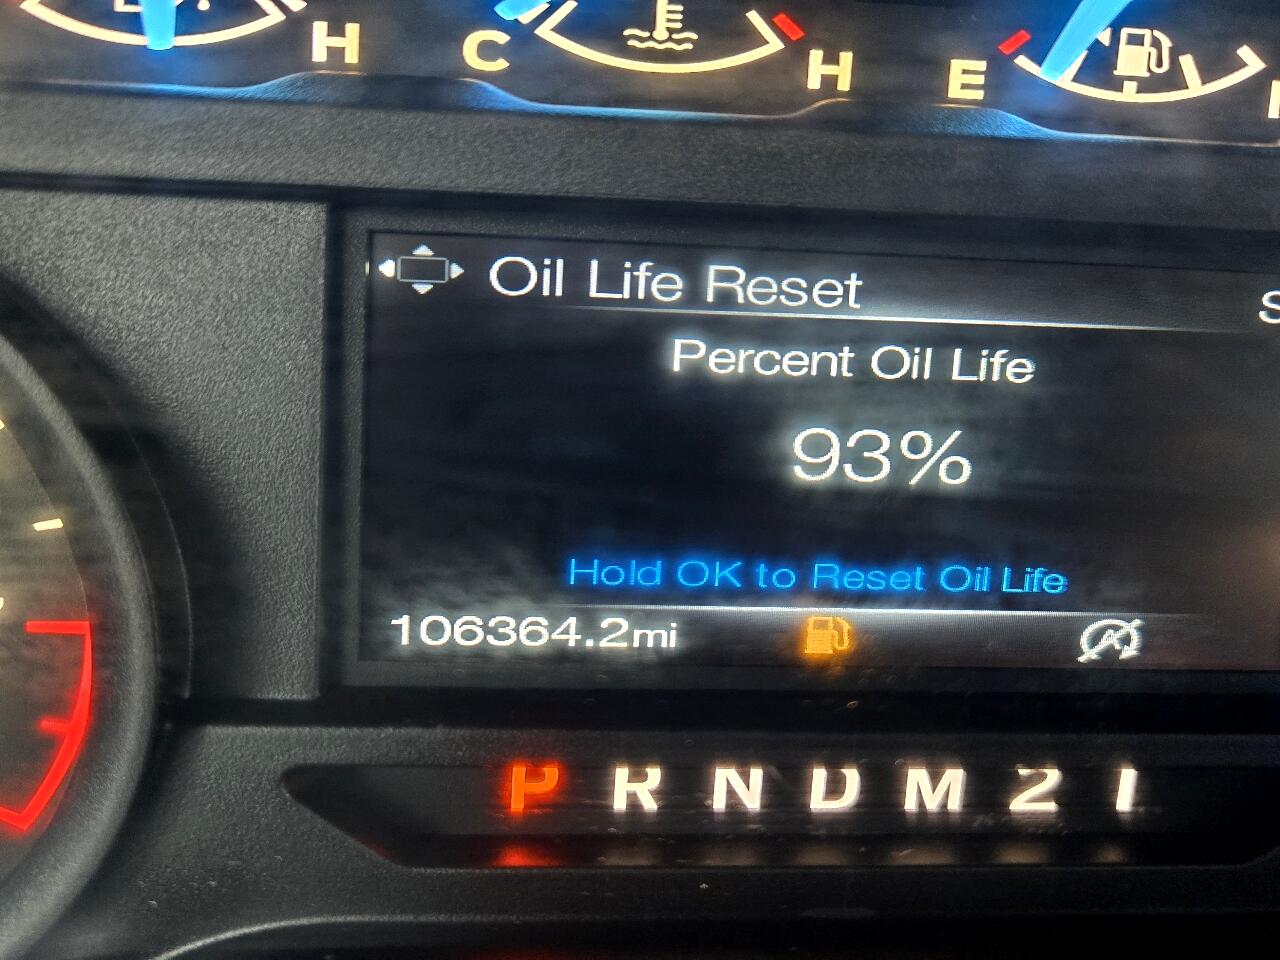 H C H E
Oil Life Reset
Percent Oil Life
93%
Hold OK to Reset Oil Life
106364.2mi
P R N D M 2 1